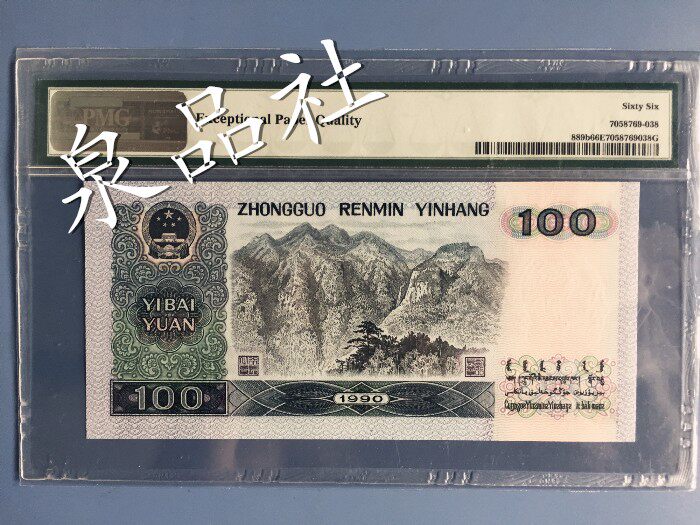 泉品社
PMG
Exceptional Paper Quality
Sixty Six
7058769-038
889b66E7058769038G
ZHONGGUO RENMIN YINHANG
100
YIBAI
YUAN
100
1990